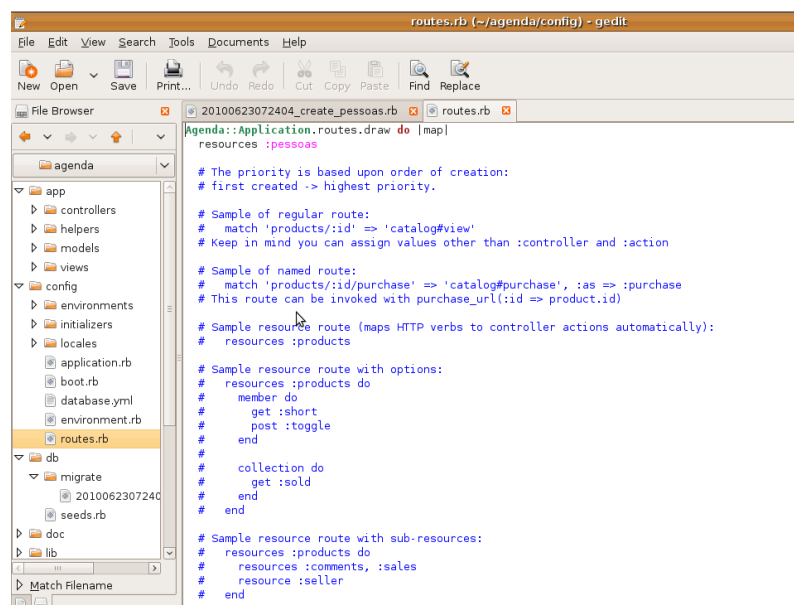 routes.rb (~/agenda/config) - gedit
File Edit View Search Tools Documents Help
New Open Save Print... Undo Redo Cut Copy Paste Find Replace
File Browser
20100623072404_create_pessoas.rb
routes.rb
agenda
app
controllers
helpers
models
views
config
environments
initializers
locales
application.rb
boot.rb
database.yml
environment.rb
routes.rb
db
migrate
2010062307240
seeds.rb
doc
lib
Match Filename
Agenda::Application.routes.draw do |map|
  resources :pessoas

  # The priority is based upon order of creation:
  # first created -> highest priority.

  # Sample of regular route:
  #   match 'products/:id' => 'catalog#view'
  # Keep in mind you can assign values other than :controller and :action

  # Sample of named route:
  #   match 'products/:id/purchase' => 'catalog#purchase', :as => :purchase
  # This route can be invoked with purchase_url(:id => product.id)

  # Sample resource route (maps HTTP verbs to controller actions automatically):
  #   resources :products

  # Sample resource route with options:
  #   resources :products do
  #     member do
  #       get :short
  #       post :toggle
  #     end
  #
  #     collection do
  #       get :sold
  #     end
  #   end

  # Sample resource route with sub-resources:
  #   resources :products do
  #     resources :comments, :sales
  #     resource :seller
  #   end